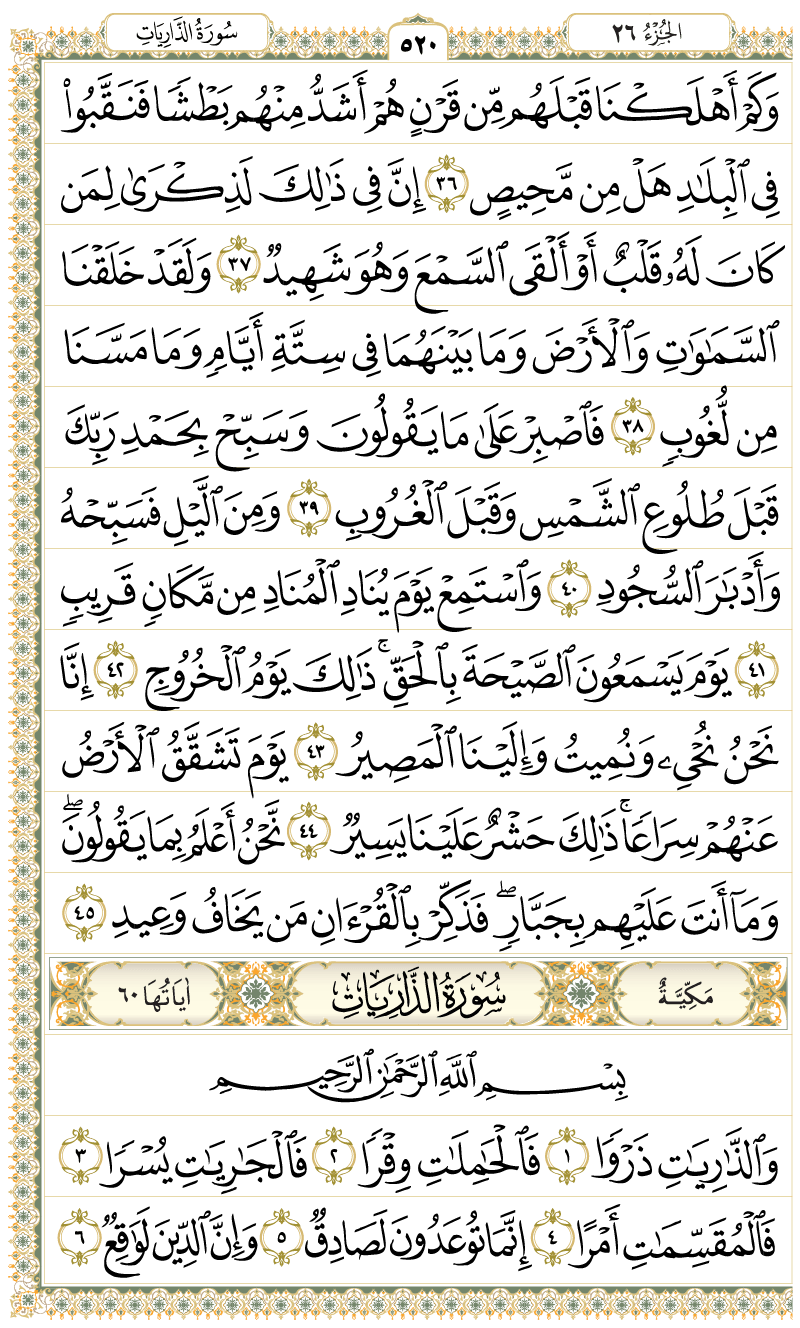 سُورَةُ الذَّارِيَاتِ ٥٢٠ الجُزْءُ ٢٦
وَكَمْ أَهْلَكْنَا قَبْلَهُم مِّن قَرْنٍ هُمْ أَشَدُّ مِنْهُم بَطْشًا فَنَقَّبُوا۟
فِى ٱلْبِلَـٰدِ هَلْ مِن مَّحِيصٍ ٣٦ إِنَّ فِى ذَٰلِكَ لَذِكْرَىٰ لِمَن
كَانَ لَهُۥ قَلْبٌ أَوْ أَلْقَى ٱلسَّمْعَ وَهُوَ شَهِيدٌ ٣٧ وَلَقَدْ خَلَقْنَا
ٱلسَّمَـٰوَٰتِ وَٱلْأَرْضَ وَمَا بَيْنَهُمَا فِى سِتَّةِ أَيَّامٍ وَمَا مَسَّنَا
مِن لُّغُوبٍ ٣٨ فَٱصْبِرْ عَلَىٰ مَا يَقُولُونَ وَسَبِّحْ بِحَمْدِ رَبِّكَ
قَبْلَ طُلُوعِ ٱلشَّمْسِ وَقَبْلَ ٱلْغُرُوبِ ٣٩ وَمِنَ ٱلَّيْلِ فَسَبِّحْهُ
وَأَدْبَـٰرَ ٱلسُّجُودِ ٤٠ وَٱسْتَمِعْ يَوْمَ يُنَادِ ٱلْمُنَادِ مِن مَّكَانٍ قَرِيبٍ
٤١ يَوْمَ يَسْمَعُونَ ٱلصَّيْحَةَ بِٱلْحَقِّ ۚ ذَٰلِكَ يَوْمُ ٱلْخُرُوجِ ٤٢ إِنَّا
نَحْنُ نُحْىِۦ وَنُمِيتُ وَإِلَيْنَا ٱلْمَصِيرُ ٤٣ يَوْمَ تَشَقَّقُ ٱلْأَرْضُ
عَنْهُمْ سِرَاعًا ۚ ذَٰلِكَ حَشْرٌ عَلَيْنَا يَسِيرٌ ٤٤ نَّحْنُ أَعْلَمُ بِمَا يَقُولُونَ ۖ
وَمَآ أَنتَ عَلَيْهِم بِجَبَّارٍ ۖ فَذَكِّرْ بِٱلْقُرْءَانِ مَن يَخَافُ وَعِيدِ ٤٥
مَكِّيَّةٌ سُورَةُ الذَّارِيَاتِ اٰيَاتُهَا ٦٠
بِسْمِ ٱللَّهِ ٱلرَّحْمَـٰنِ ٱلرَّحِيمِ
وَٱلذَّٰرِيَـٰتِ ذَرْوًا ١ فَٱلْحَـٰمِلَـٰتِ وِقْرًا ٢ فَٱلْجَـٰرِيَـٰتِ يُسْرًا ٣
فَٱلْمُقَسِّمَـٰتِ أَمْرًا ٤ إِنَّمَا تُوعَدُونَ لَصَادِقٌ ٥ وَإِنَّ ٱلدِّينَ لَوَٰقِعٌ ٦